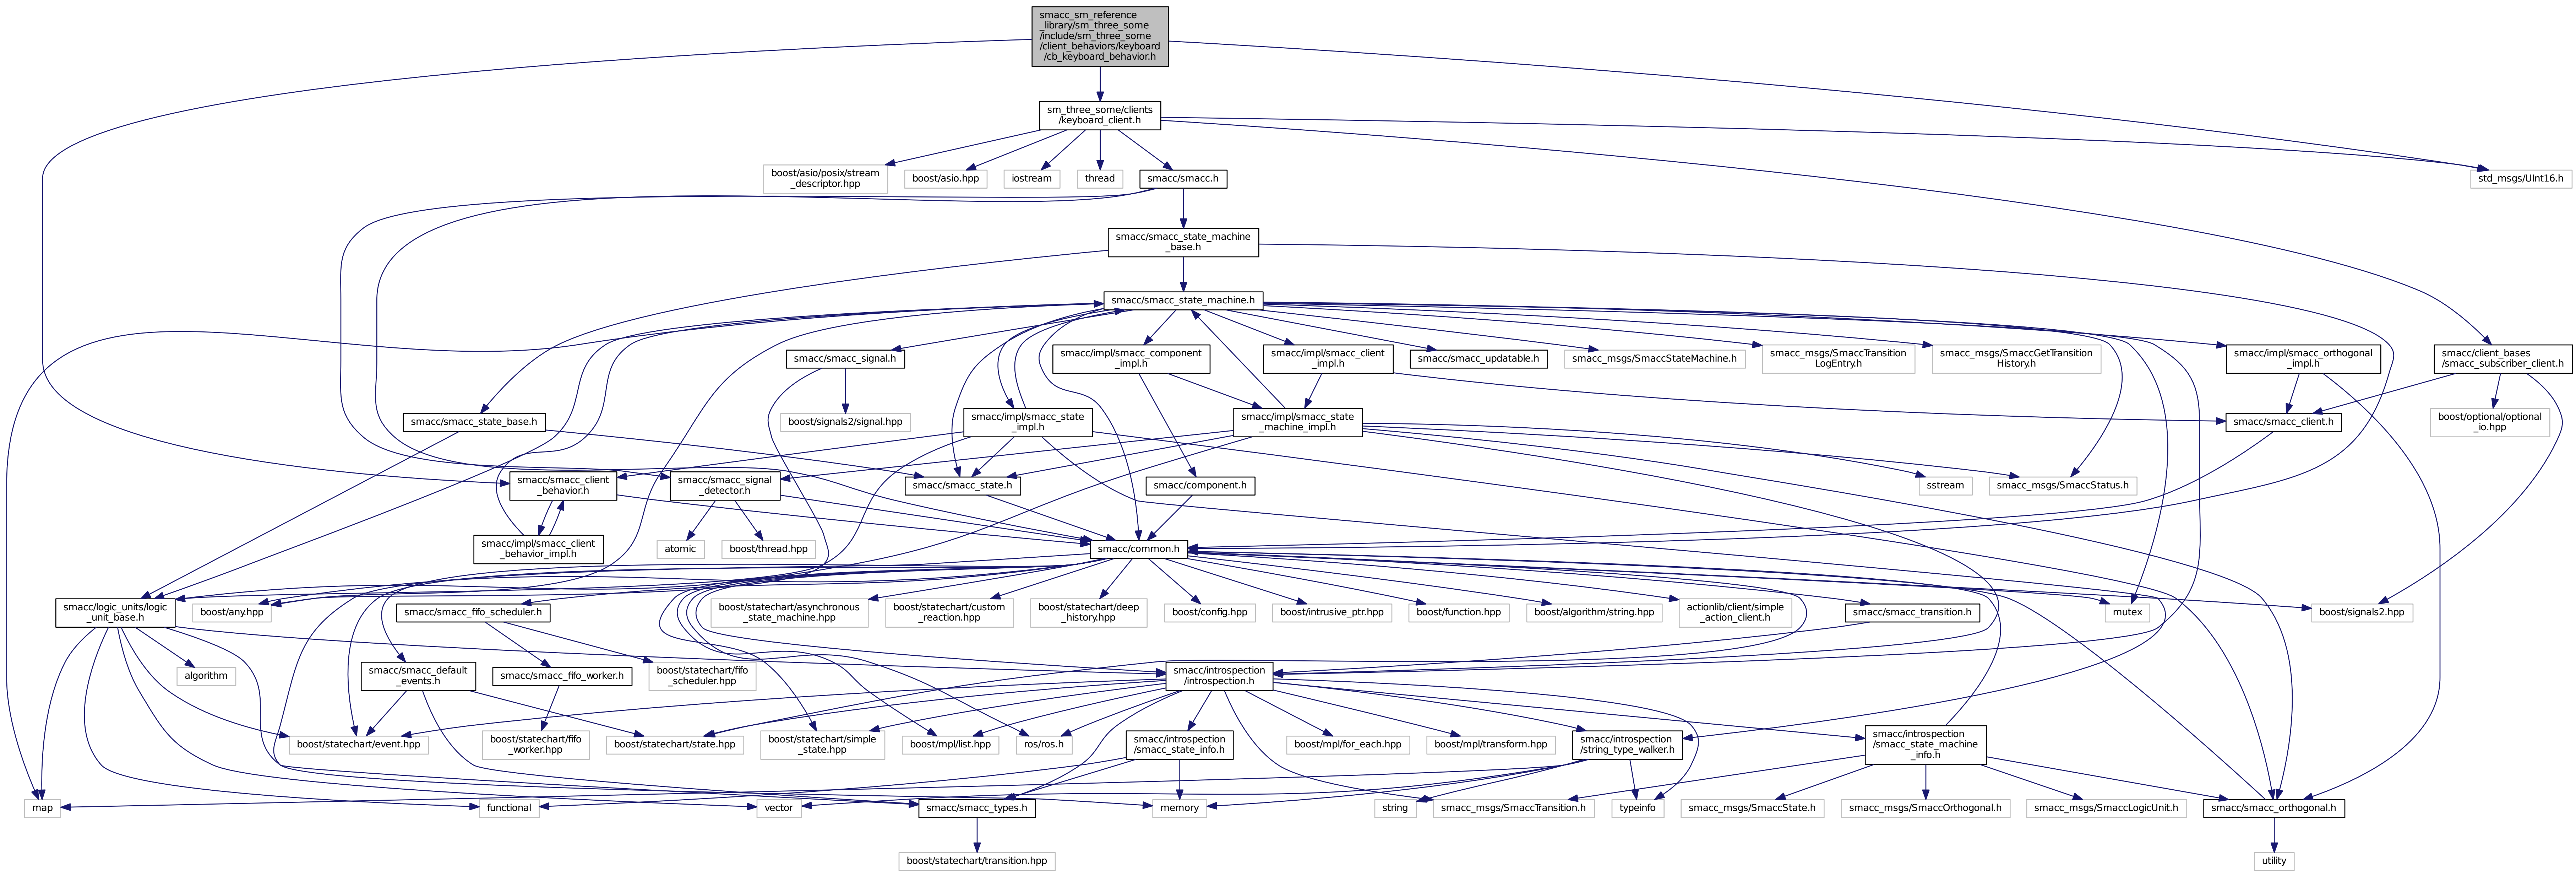 smacc_sm_reference
_library/sm_three_some
/include/sm_three_some
/client_behaviors/keyboard
/cb_keyboard_behavior.h
sm_three_some/clients
/keyboard_client.h
boost/asio/posix/stream
_descriptor.hpp
boost/asio.hpp
iostream
thread
smacc/smacc.h
std_msgs/UInt16.h
smacc/smacc_state_machine
_base.h
smacc/smacc_state_machine.h
smacc/smacc_signal.h
smacc/impl/smacc_component
_impl.h
smacc/impl/smacc_client
_impl.h
smacc/smacc_updatable.h
smacc_msgs/SmaccStateMachine.h
smacc_msgs/SmaccTransition
LogEntry.h
smacc_msgs/SmaccGetTransition
History.h
smacc/impl/smacc_orthogonal
_impl.h
smacc/client_bases
/smacc_subscriber_client.h
smacc/smacc_state_base.h
boost/signals2/signal.hpp
smacc/impl/smacc_state
_impl.h
smacc/impl/smacc_state
_machine_impl.h
smacc/smacc_client.h
boost/optional/optional
_io.hpp
smacc/smacc_client
_behavior.h
smacc/smacc_signal
_detector.h
smacc/smacc_state.h
smacc/component.h
sstream
smacc_msgs/SmaccStatus.h
smacc/impl/smacc_client
_behavior_impl.h
atomic
boost/thread.hpp
smacc/common.h
smacc/logic_units/logic
_unit_base.h
boost/any.hpp
smacc/smacc_fifo_scheduler.h
boost/statechart/asynchronous
_state_machine.hpp
boost/statechart/custom
_reaction.hpp
boost/statechart/deep
_history.hpp
boost/config.hpp
boost/intrusive_ptr.hpp
boost/function.hpp
boost/algorithm/string.hpp
actionlib/client/simple
_action_client.h
smacc/smacc_transition.h
mutex
boost/signals2.hpp
algorithm
smacc/smacc_default
_events.h
smacc/smacc_fifo_worker.h
boost/statechart/fifo
_scheduler.hpp
smacc/introspection
/introspection.h
boost/statechart/event.hpp
boost/statechart/fifo
_worker.hpp
boost/statechart/state.hpp
boost/statechart/simple
_state.hpp
boost/mpl/list.hpp
ros/ros.h
smacc/introspection
/smacc_state_info.h
boost/mpl/for_each.hpp
boost/mpl/transform.hpp
smacc/introspection
/string_type_walker.h
smacc/introspection
/smacc_state_machine
_info.h
map
functional
vector
smacc/smacc_types.h
memory
string
smacc_msgs/SmaccTransition.h
typeinfo
smacc_msgs/SmaccState.h
smacc_msgs/SmaccOrthogonal.h
smacc_msgs/SmaccLogicUnit.h
smacc/smacc_orthogonal.h
boost/statechart/transition.hpp
utility